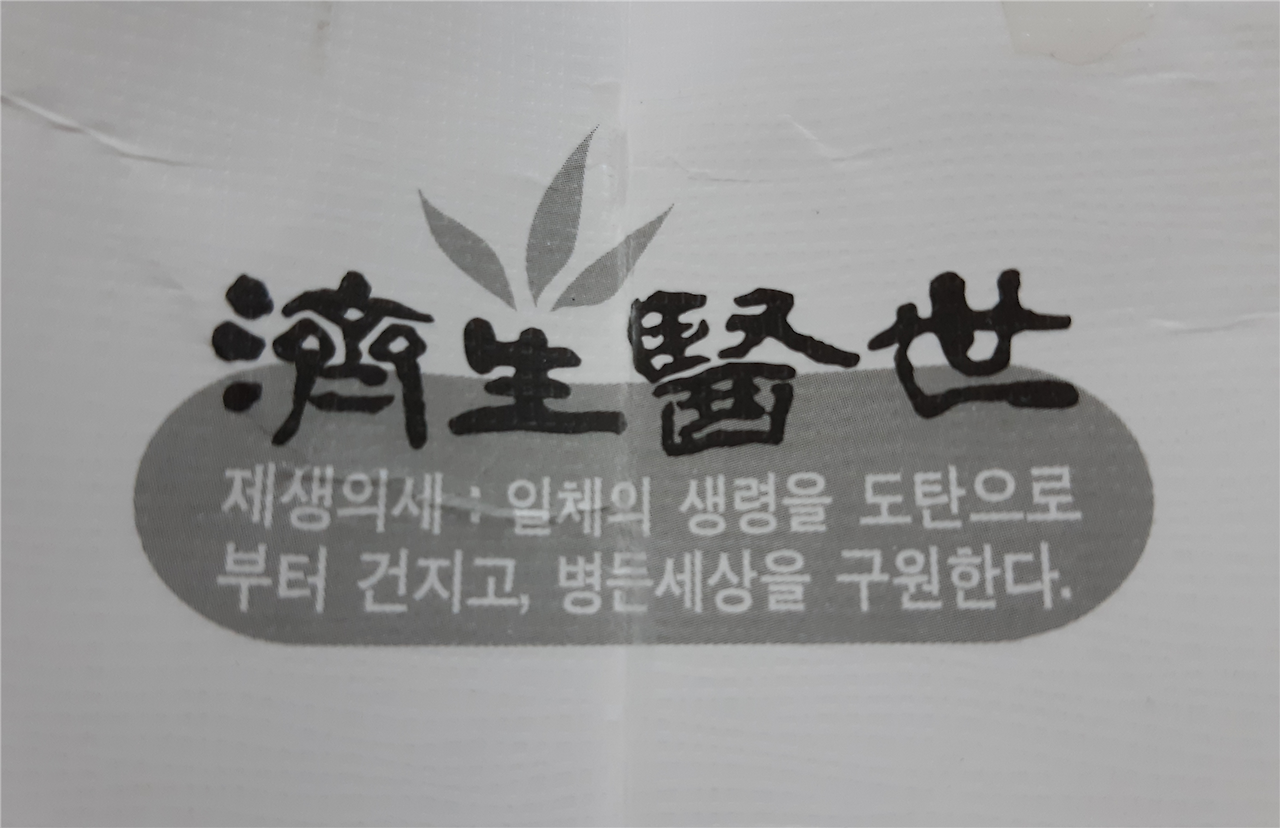 濟生醫世
제생의세 : 일체의 생령을 도탄으로
부터 건지고, 병든세상을 구원한다.